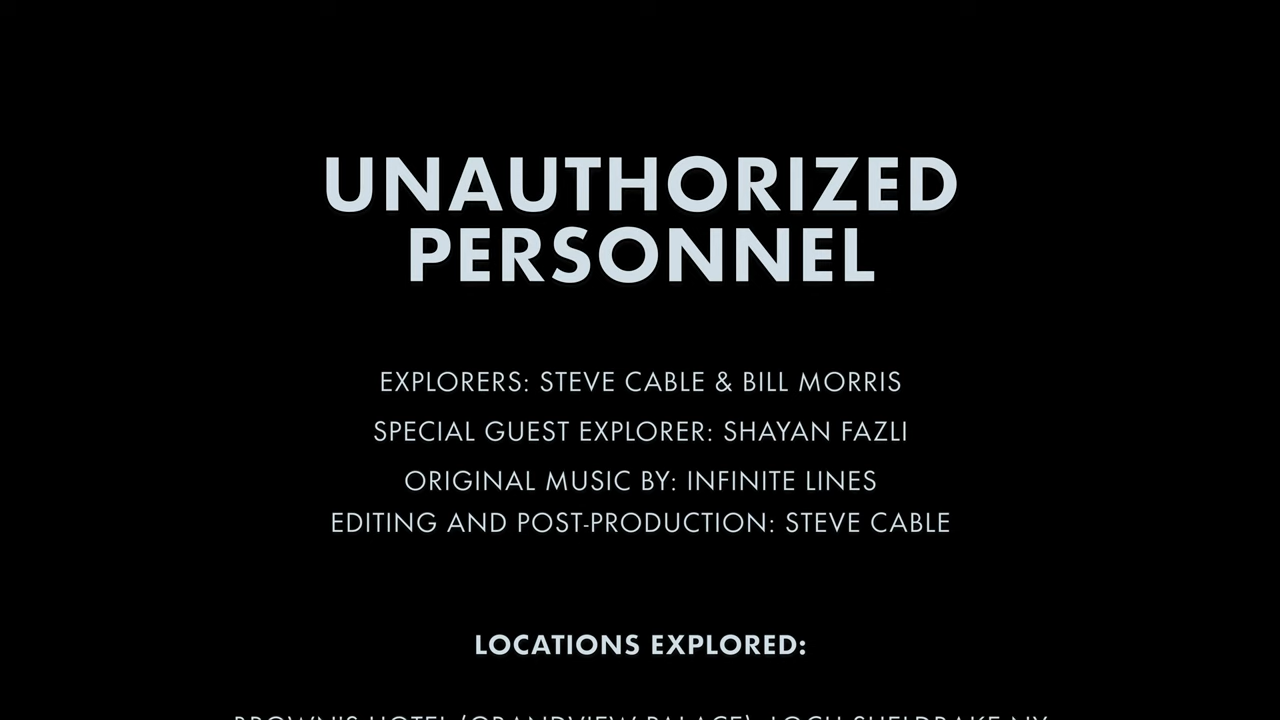 UNAUTHORIZED
PERSONNEL
EXPLORERS: STEVE CABLE & BILL MORRIS
SPECIAL GUEST EXPLORER: SHAYAN FAZLI
ORIGINAL MUSIC BY: INFINITE LINES
EDITING AND POST-PRODUCTION: STEVE CABLE
LOCATIONS EXPLORED: